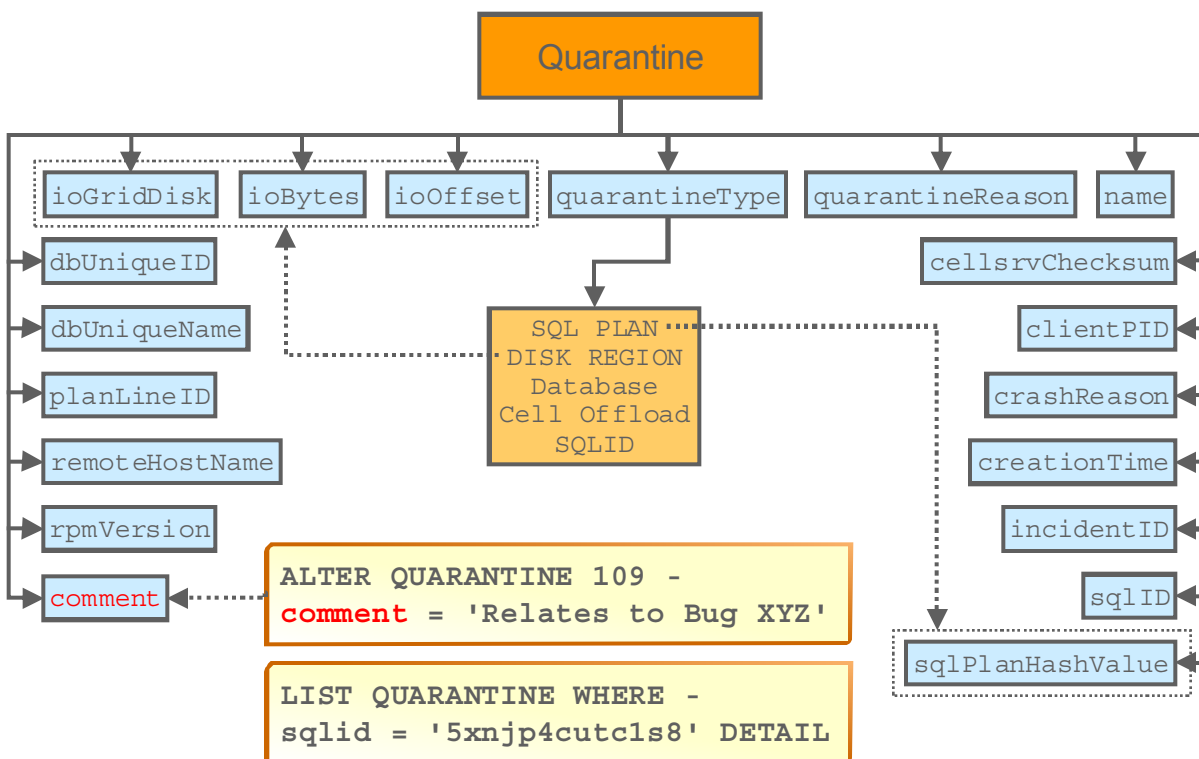 Quarantine
ioGridDisk
ioBytes
ioOffset
quarantineType
quarantineReason
name
dbUniqueID
dbUniqueName
planLineID
remoteHostName
rpmVersion
comment
SQL PLAN
DISK REGION
Database
Cell Offload
SQLID
cellsrvChecksum
clientPID
crashReason
creationTime
incidentID
sqlID
sqlPlanHashValue
ALTER QUARANTINE 109 -
comment = 'Relates to Bug XYZ'
LIST QUARANTINE WHERE -
sqlid = '5xnjp4cutc1s8' DETAIL